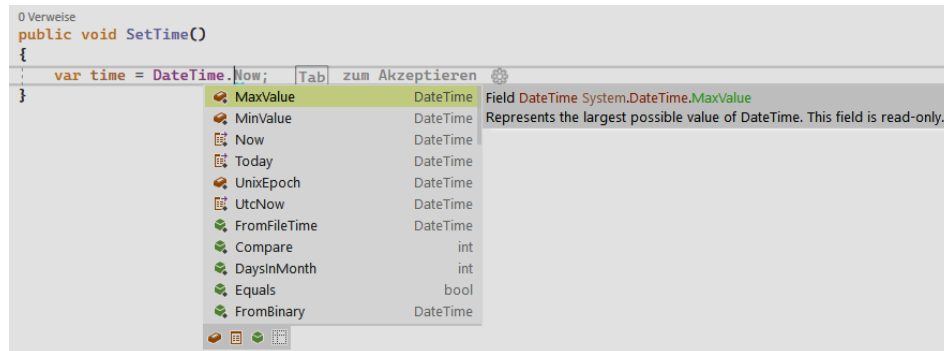 0 Verweise
public void SetTime()
{
var time = DateTime.Now; Tab zum Akzeptieren
}
MaxValue DateTime
MinValue DateTime
Now DateTime
Today DateTime
UnixEpoch DateTime
UtcNow DateTime
FromFileTime DateTime
Compare int
DaysInMonth int
Equals bool
FromBinary DateTime
Field DateTime System.DateTime.MaxValue
Represents the largest possible value of DateTime. This field is read-only.